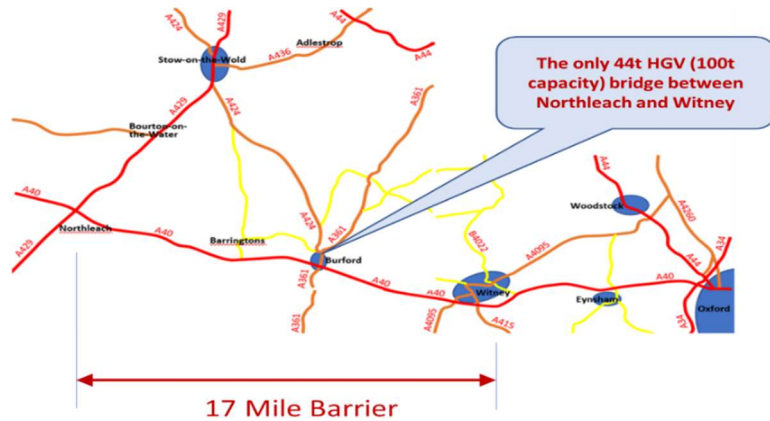 A424
A429
A44
Adlestrop
Stow-on-the-Wold
A436
A44
The only 44t HGV (100t
capacity) bridge between
Northleach and Witney
A429
A424
A361
Bourton-on-
the-Water
A44
Woodstock
A4260
A40
A424
A361
B4022
A34
Northleach
A40
Barringtons
A4095
A44
A429
Burford
A361
A40
A40
Witney
A40
Eynsham
A40
Oxford
A361
A4095
A415
A34
17 Mile Barrier